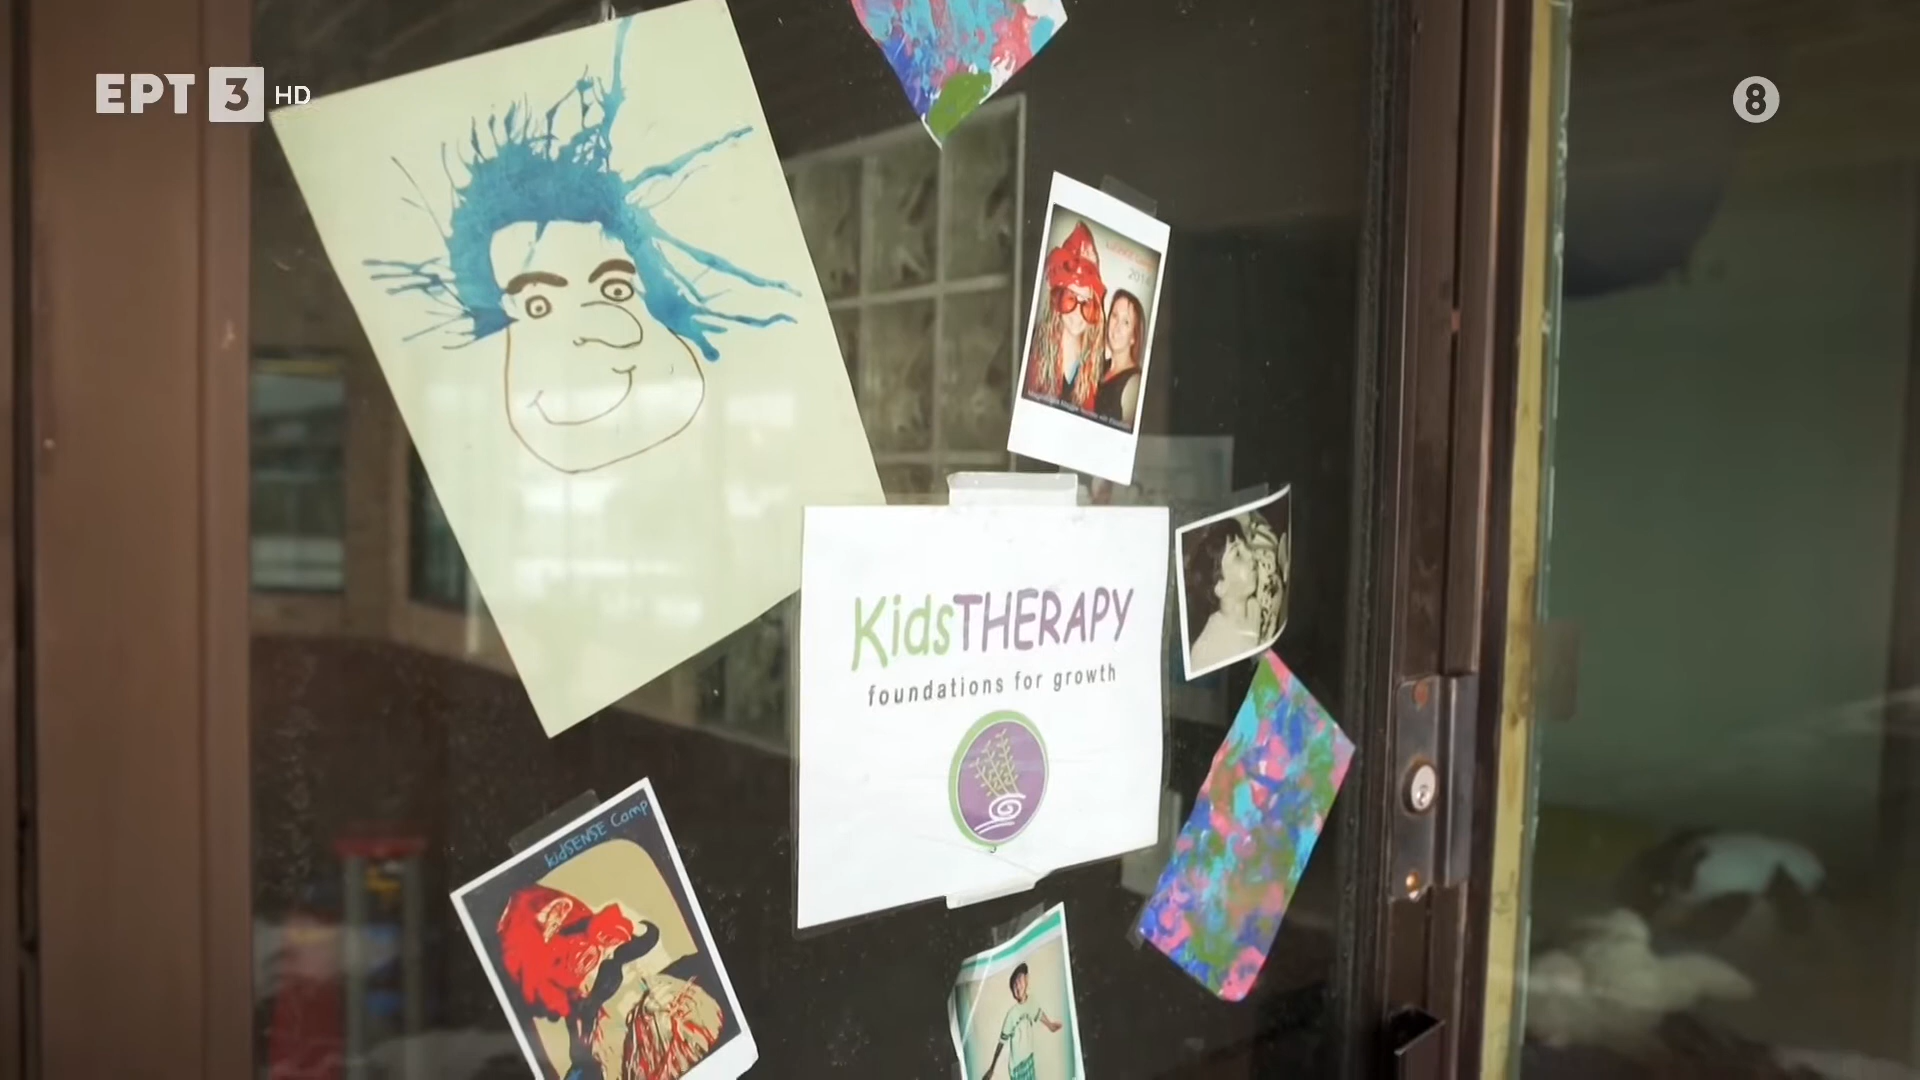 ΕΡΤ 3 HD
8
KidsTHERAPY
foundations for growth
kidSENSE Camp